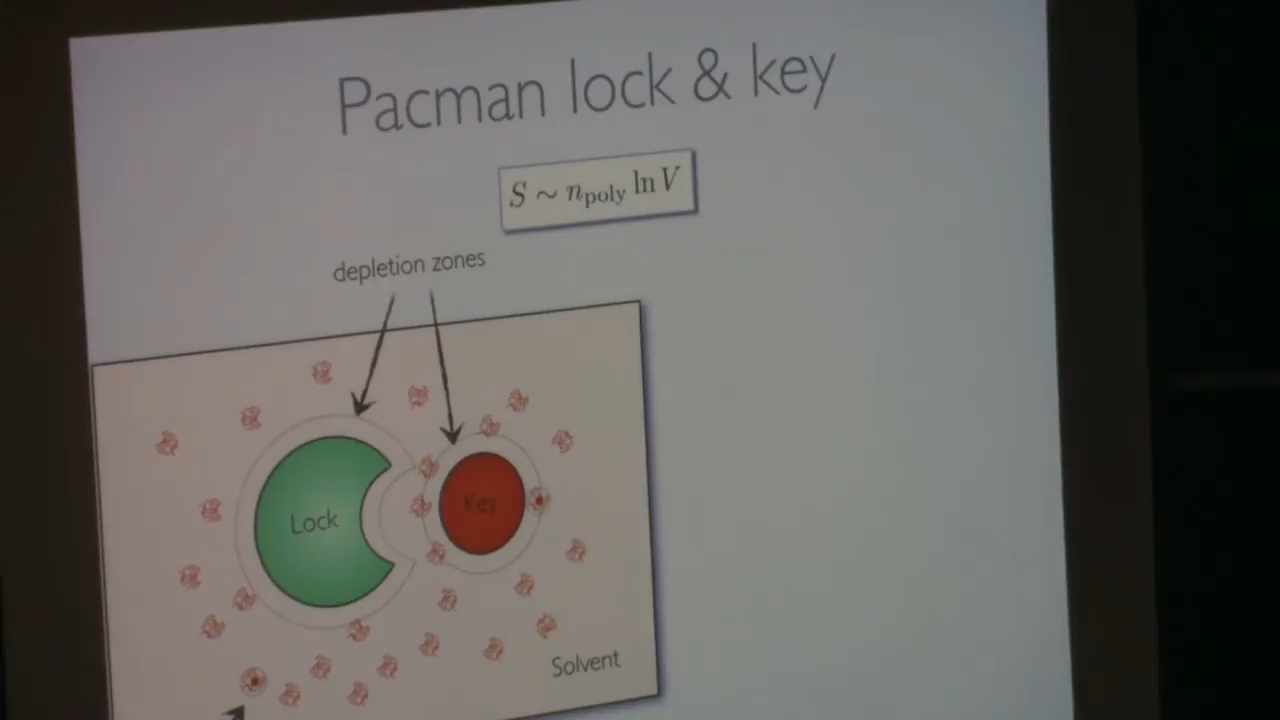 Pacman lock & key
S ~ n_poly ln V
depletion zones
Lock
Key
Solvent